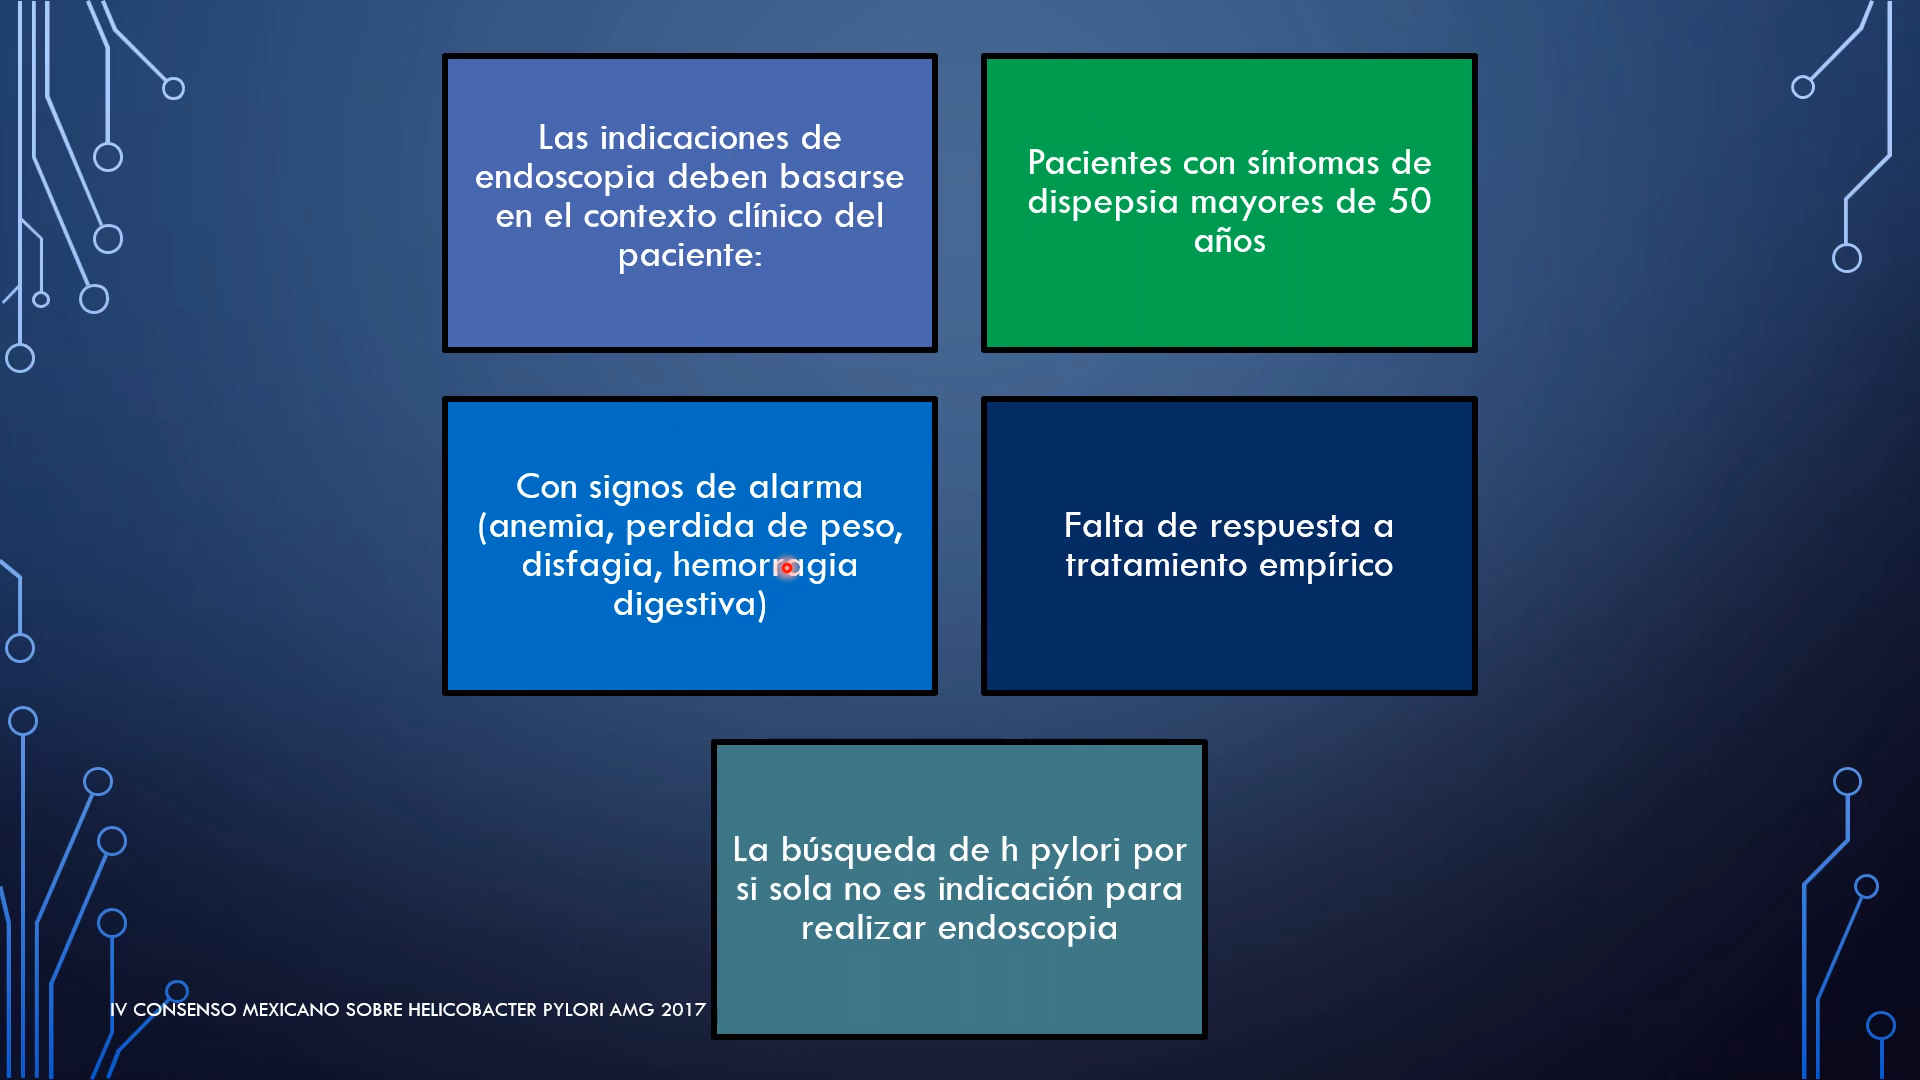 Las indicaciones de
endoscopia deben basarse
en el contexto clínico del
paciente:
Pacientes con síntomas de
dispepsia mayores de 50
años
Con signos de alarma
(anemia, perdida de peso,
disfagia, hemorragia
digestiva)
Falta de respuesta a
tratamiento empírico
La búsqueda de h pylori por
si sola no es indicación para
realizar endoscopia
IV CONSENSO MEXICANO SOBRE HELICOBACTER PYLORI AMG 2017